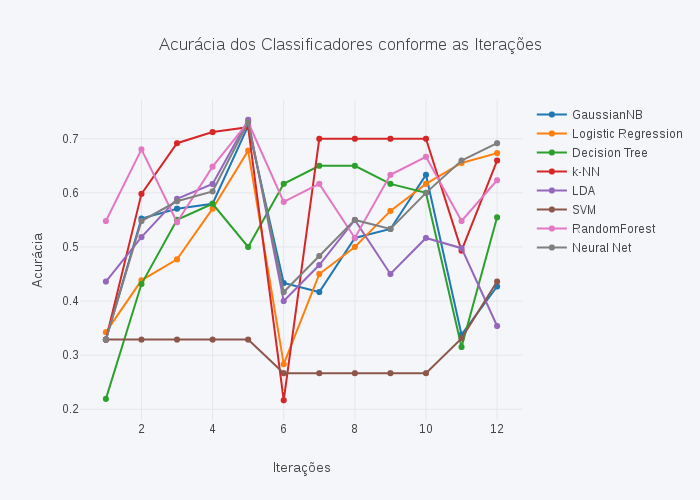 Acurácia dos Classificadores conforme as Iterações
0.7
0.6
0.5
0.4
0.3
0.2
Acurácia
2 4 6 8 10 12
Iterações
GaussianNB
Logistic Regression
Decision Tree
k-NN
LDA
SVM
RandomForest
Neural Net